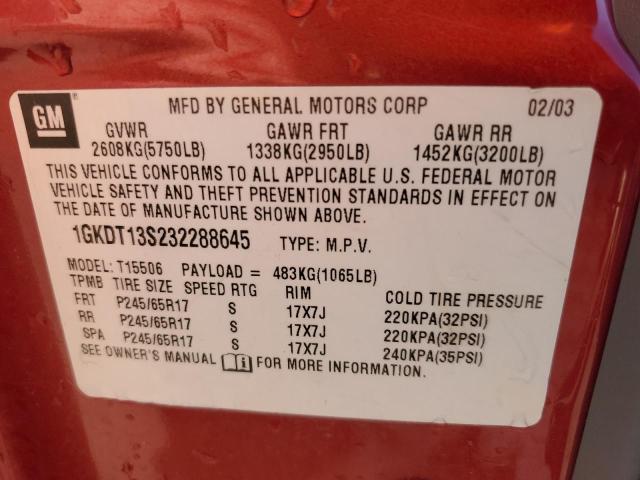 GM
MFD BY GENERAL MOTORS CORP 02/03
GVWR GAWR FRT GAWR RR
2608KG(5750LB) 1338KG(2950LB) 1452KG(3200LB)
THIS VEHICLE CONFORMS TO ALL APPLICABLE U.S. FEDERAL MOTOR
VEHICLE SAFETY AND THEFT PREVENTION STANDARDS IN EFFECT ON
THE DATE OF MANUFACTURE SHOWN ABOVE.
1GKDT13S232288645 TYPE: M.P.V.
MODEL: T15506 PAYLOAD = 483KG(1065LB)
TPMB TIRE SIZE SPEED RTG RIM COLD TIRE PRESSURE
FRT P245/65R17 S 17X7J 220KPA(32PSI)
RR P245/65R17 S 17X7J 220KPA(32PSI)
SPA P245/65R17 S 17X7J 240KPA(35PSI)
SEE OWNER'S MANUAL i FOR MORE INFORMATION.